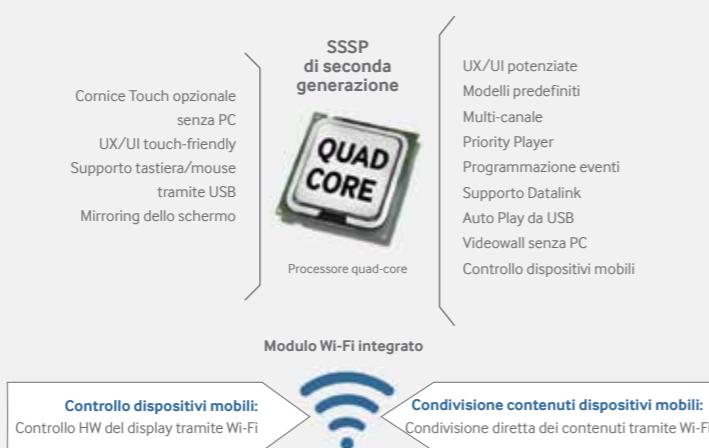 SSSP
di seconda
generazione
Cornice Touch opzionale
senza PC
UX/UI touch-friendly
Supporto tastiera/mouse
tramite USB
Mirroring dello schermo
QUAD
CORE
Processore quad-core
UX/UI potenziate
Modelli predefiniti
Multi-canale
Priority Player
Programmazione eventi
Supporto Datalink
Auto Play da USB
Videowall senza PC
Controllo dispositivi mobili
Modulo Wi-Fi integrato
Controllo dispositivi mobili:
Controllo HW del display tramite Wi-Fi
Condivisione contenuti dispositivi mobili:
Condivisione diretta dei contenuti tramite Wi-Fi